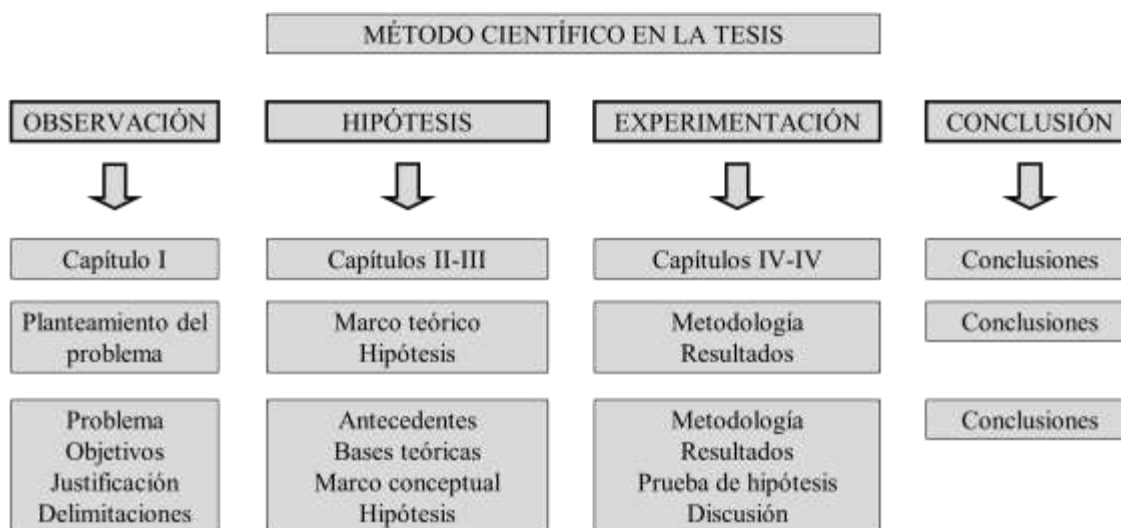 MÉTODO CIENTÍFICO EN LA TESIS
OBSERVACIÓN
HIPÓTESIS
EXPERIMENTACIÓN
CONCLUSIÓN
Capítulo I
Capítulos II-III
Capítulos IV-IV
Conclusiones
Planteamiento del
problema
Marco teórico
Hipótesis
Metodología
Resultados
Conclusiones
Problema
Objetivos
Justificación
Delimitaciones
Antecedentes
Bases teóricas
Marco conceptual
Hipótesis
Metodología
Resultados
Prueba de hipótesis
Discusión
Conclusiones